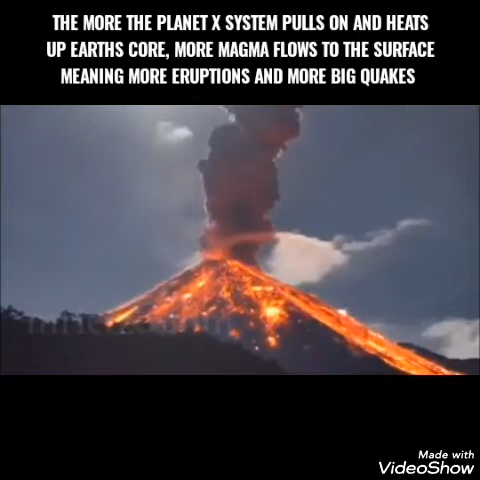 THE MORE THE PLANET X SYSTEM PULLS ON AND HEATS
UP EARTHS CORE, MORE MAGMA FLOWS TO THE SURFACE
MEANING MORE ERUPTIONS AND MORE BIG QUAKES
Made with
VideoShow